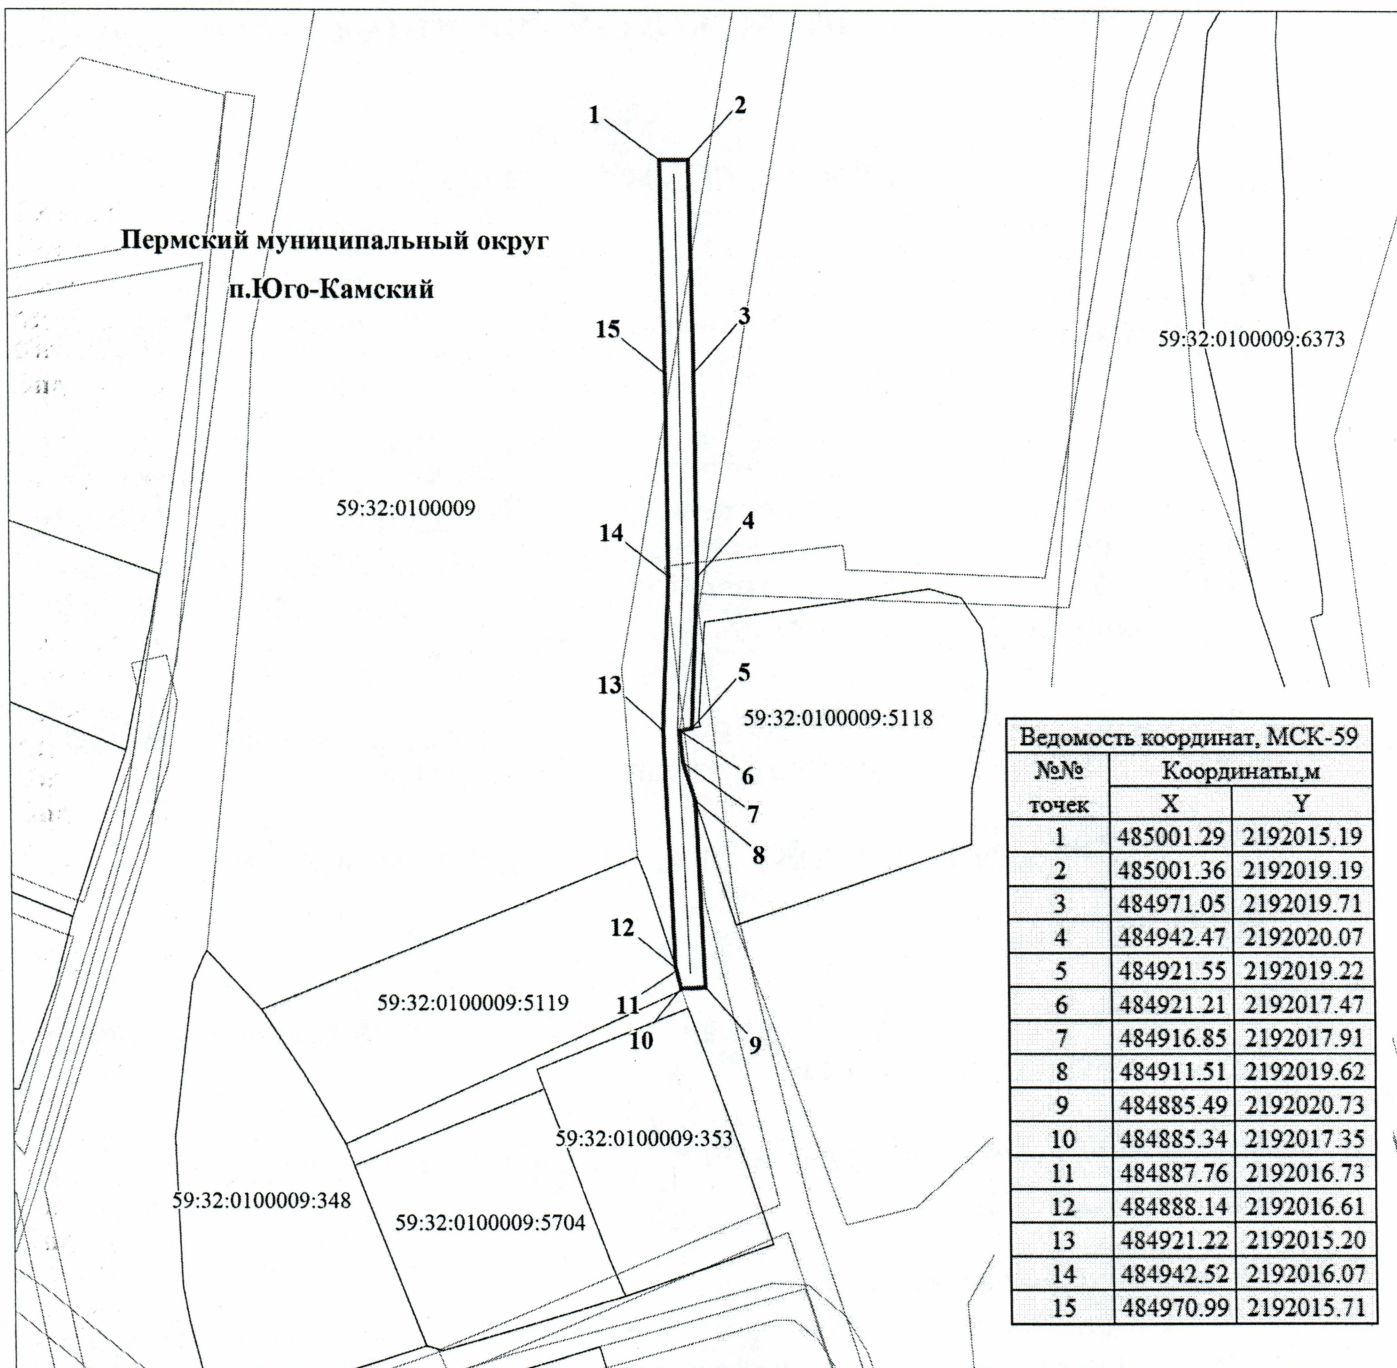 1
2
Пермский муниципальный округ
п.Юго-Камский
15
3
59:32:0100009:6373
59:32:0100009
14
4
13
5
59:32:0100009:5118
6
7
8
12
11
59:32:0100009:5119
10
9
59:32:0100009:353
59:32:0100009:348
59:32:0100009:5704
Ведомость координат, МСК-59
№№ точек Координаты,м
X Y
1 485001.29 2192015.19
2 485001.36 2192019.19
3 484971.05 2192019.71
4 484942.47 2192020.07
5 484921.55 2192019.22
6 484921.21 2192017.47
7 484916.85 2192017.91
8 484911.51 2192019.62
9 484885.49 2192020.73
10 484885.34 2192017.35
11 484887.76 2192016.73
12 484888.14 2192016.61
13 484921.22 2192015.20
14 484942.52 2192016.07
15 484970.99 2192015.71